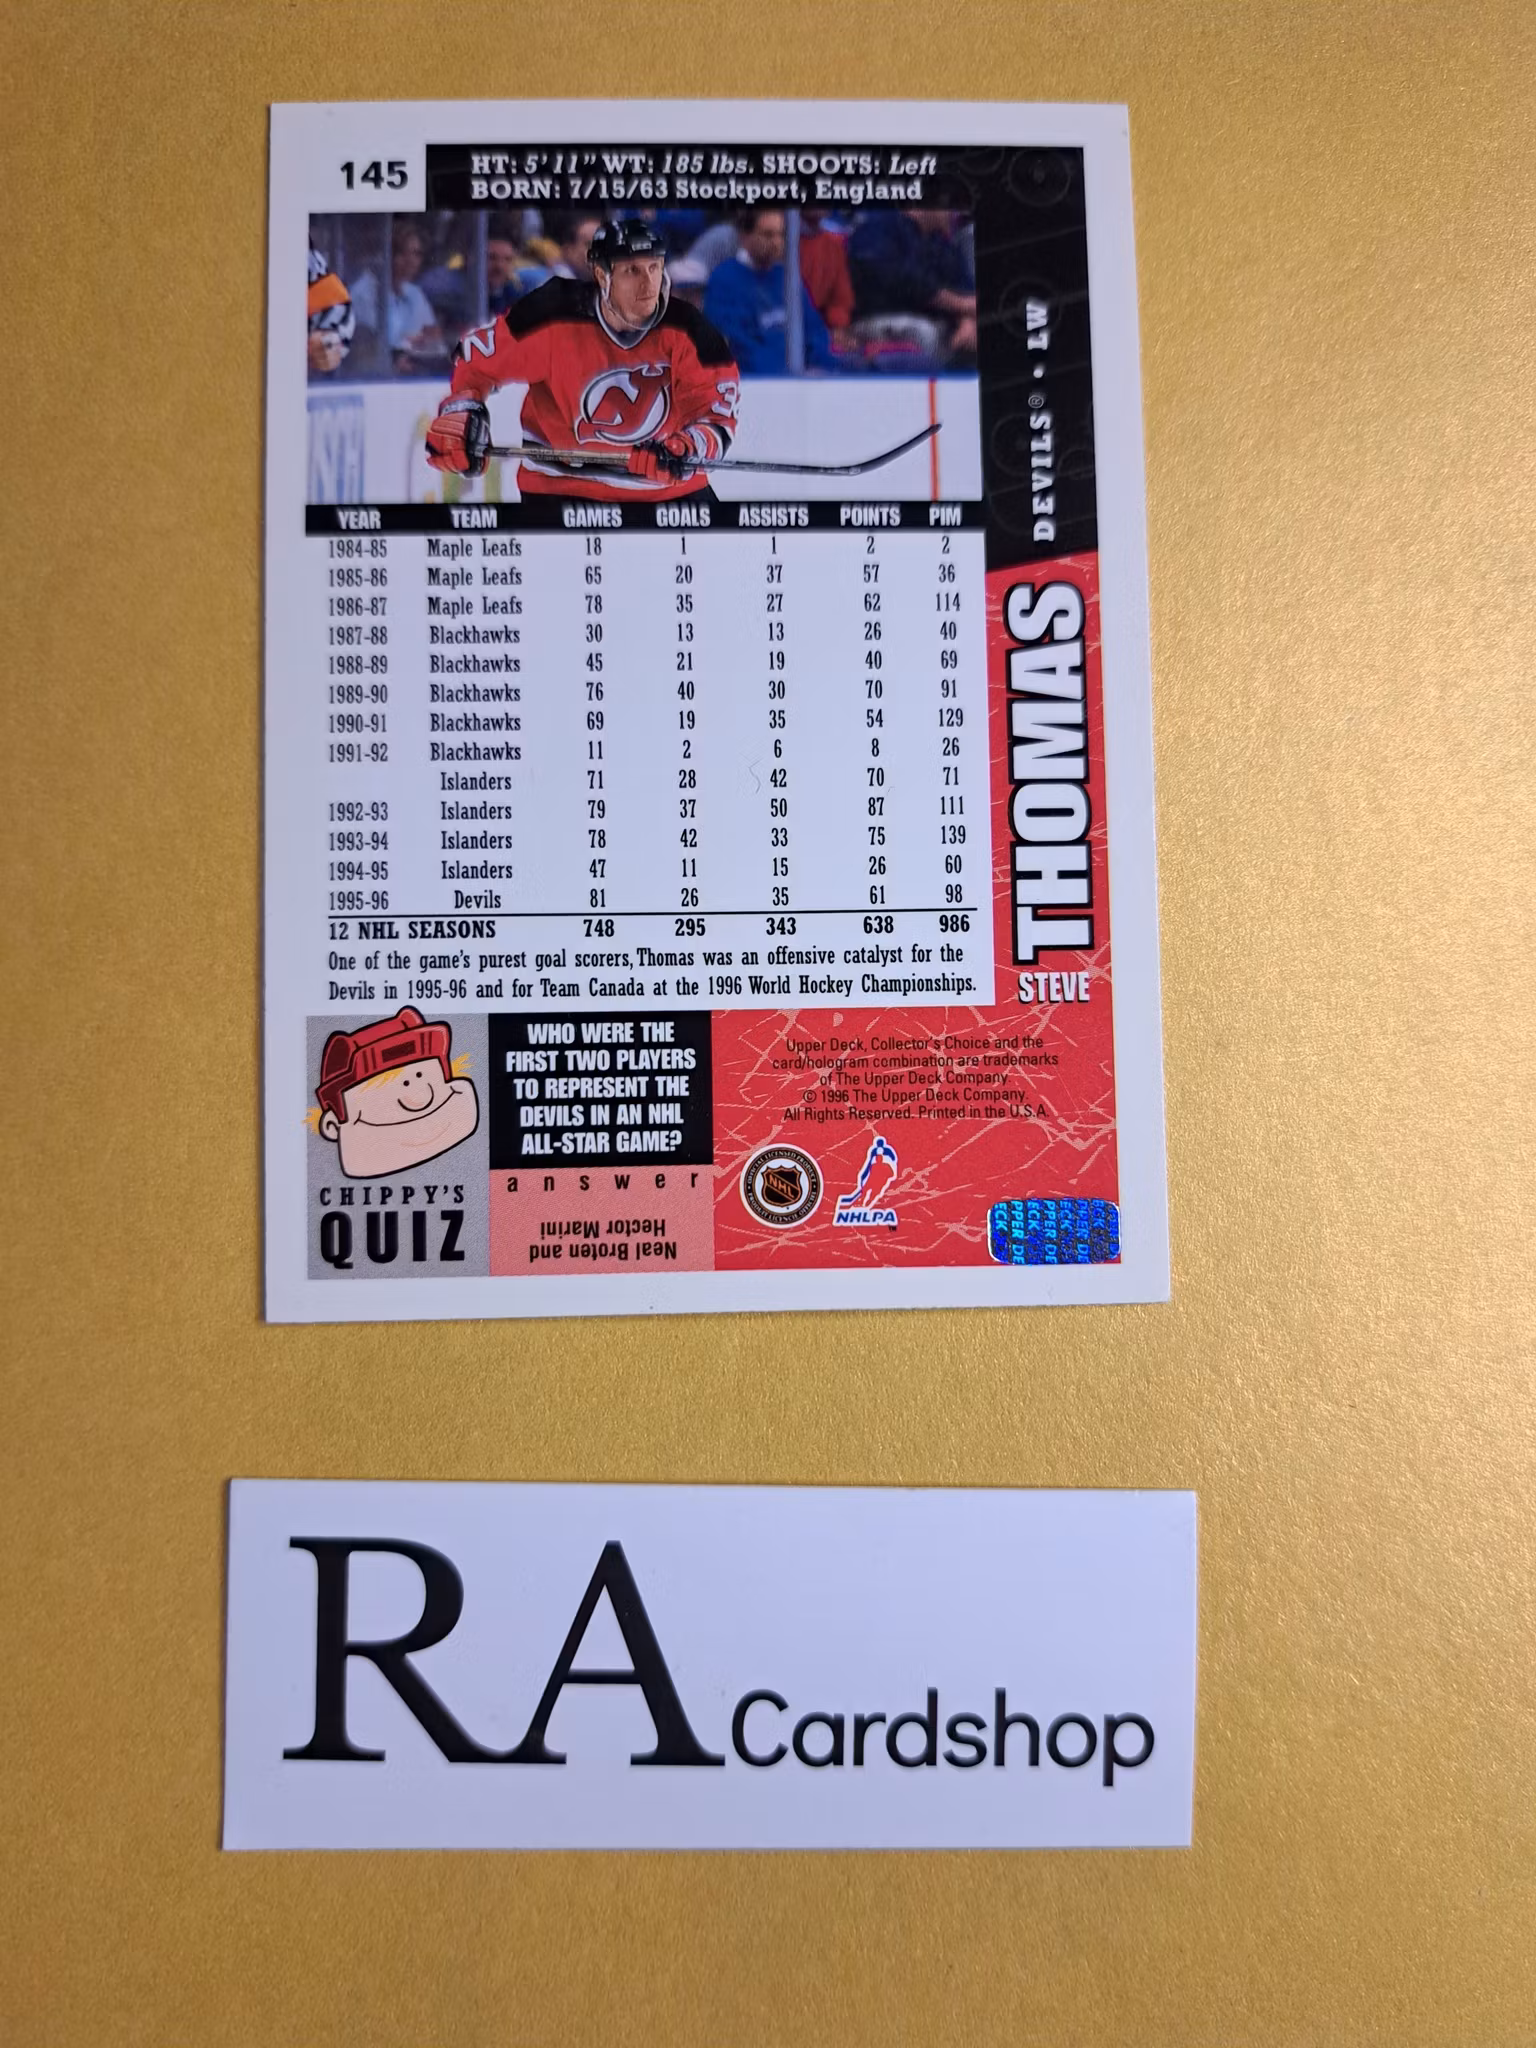 145
HT: 5' 11" WT: 185 lbs. SHOOTS: Left
BORN: 7/15/63 Stockport, England
DEVILS® • LW
THOMAS
STEVE
YEAR TEAM GAMES GOALS ASSISTS POINTS PIM
1984-85 Maple Leafs 18 1 1 2 2
1985-86 Maple Leafs 65 20 37 57 36
1986-87 Maple Leafs 78 35 27 62 114
1987-88 Blackhawks 30 13 13 26 40
1988-89 Blackhawks 45 21 19 40 69
1989-90 Blackhawks 76 40 30 70 91
1990-91 Blackhawks 69 19 35 54 129
1991-92 Blackhawks 11 2 6 8 26
Islanders 71 28 42 70 71
1992-93 Islanders 79 37 50 87 111
1993-94 Islanders 78 42 33 75 139
1994-95 Islanders 47 11 15 26 60
1995-96 Devils 81 26 35 61 98
12 NHL SEASONS 748 295 343 638 986
One of the game's purest goal scorers, Thomas was an offensive catalyst for the
Devils in 1995-96 and for Team Canada at the 1996 World Hockey Championships.
CHIPPY'S
QUIZ
WHO WERE THE
FIRST TWO PLAYERS
TO REPRESENT THE
DEVILS IN AN NHL
ALL-STAR GAME?
answer
Neal Broten and
Hector Marini
Upper Deck, Collector's Choice and the
card/hologram combination are trademarks
of The Upper Deck Company.
© 1996 The Upper Deck Company.
All Rights Reserved. Printed in the U.S.A.
NHL
NHLPA
RA Cardshop